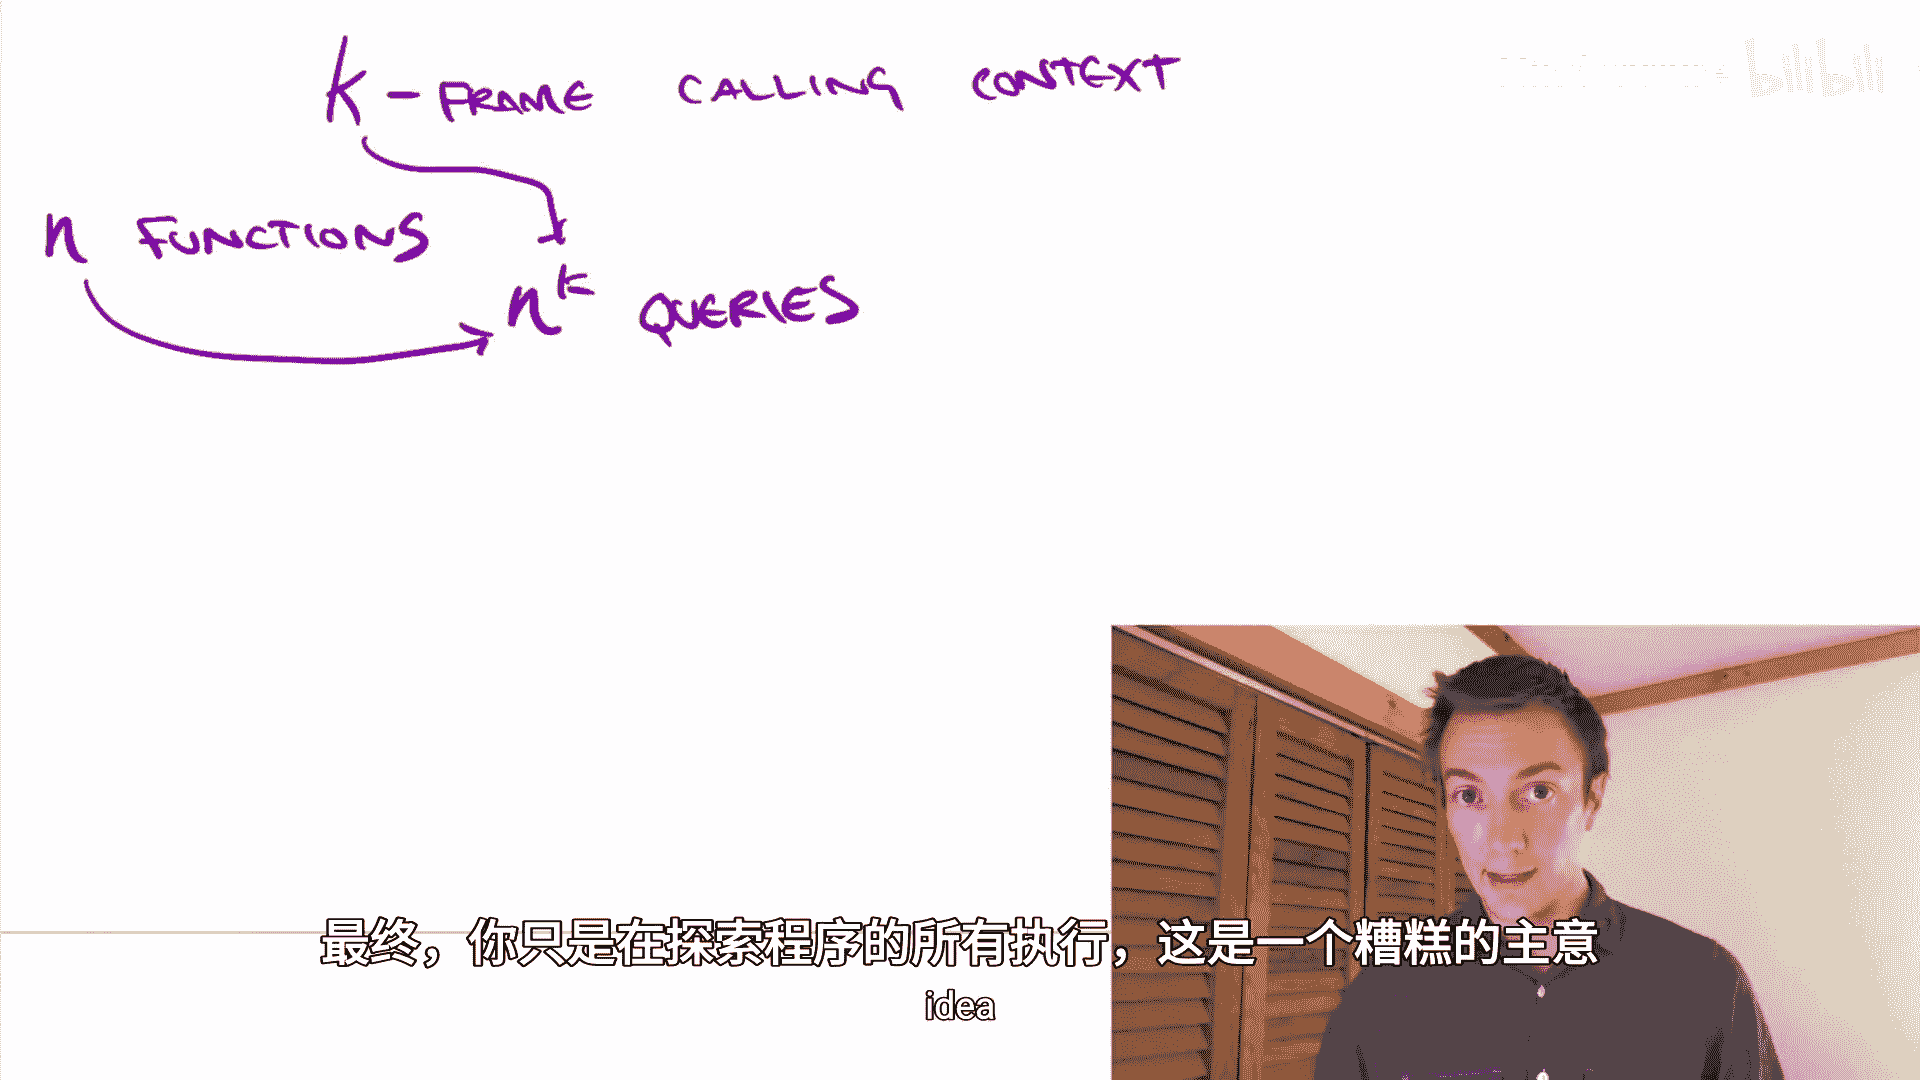 k - FRAME CALLING CONTEXT
bilibili
n FUNCTIONS
n^k QUERIES
最终，你只是在探索程序的所有执行，这是一个糟糕的主意
idea